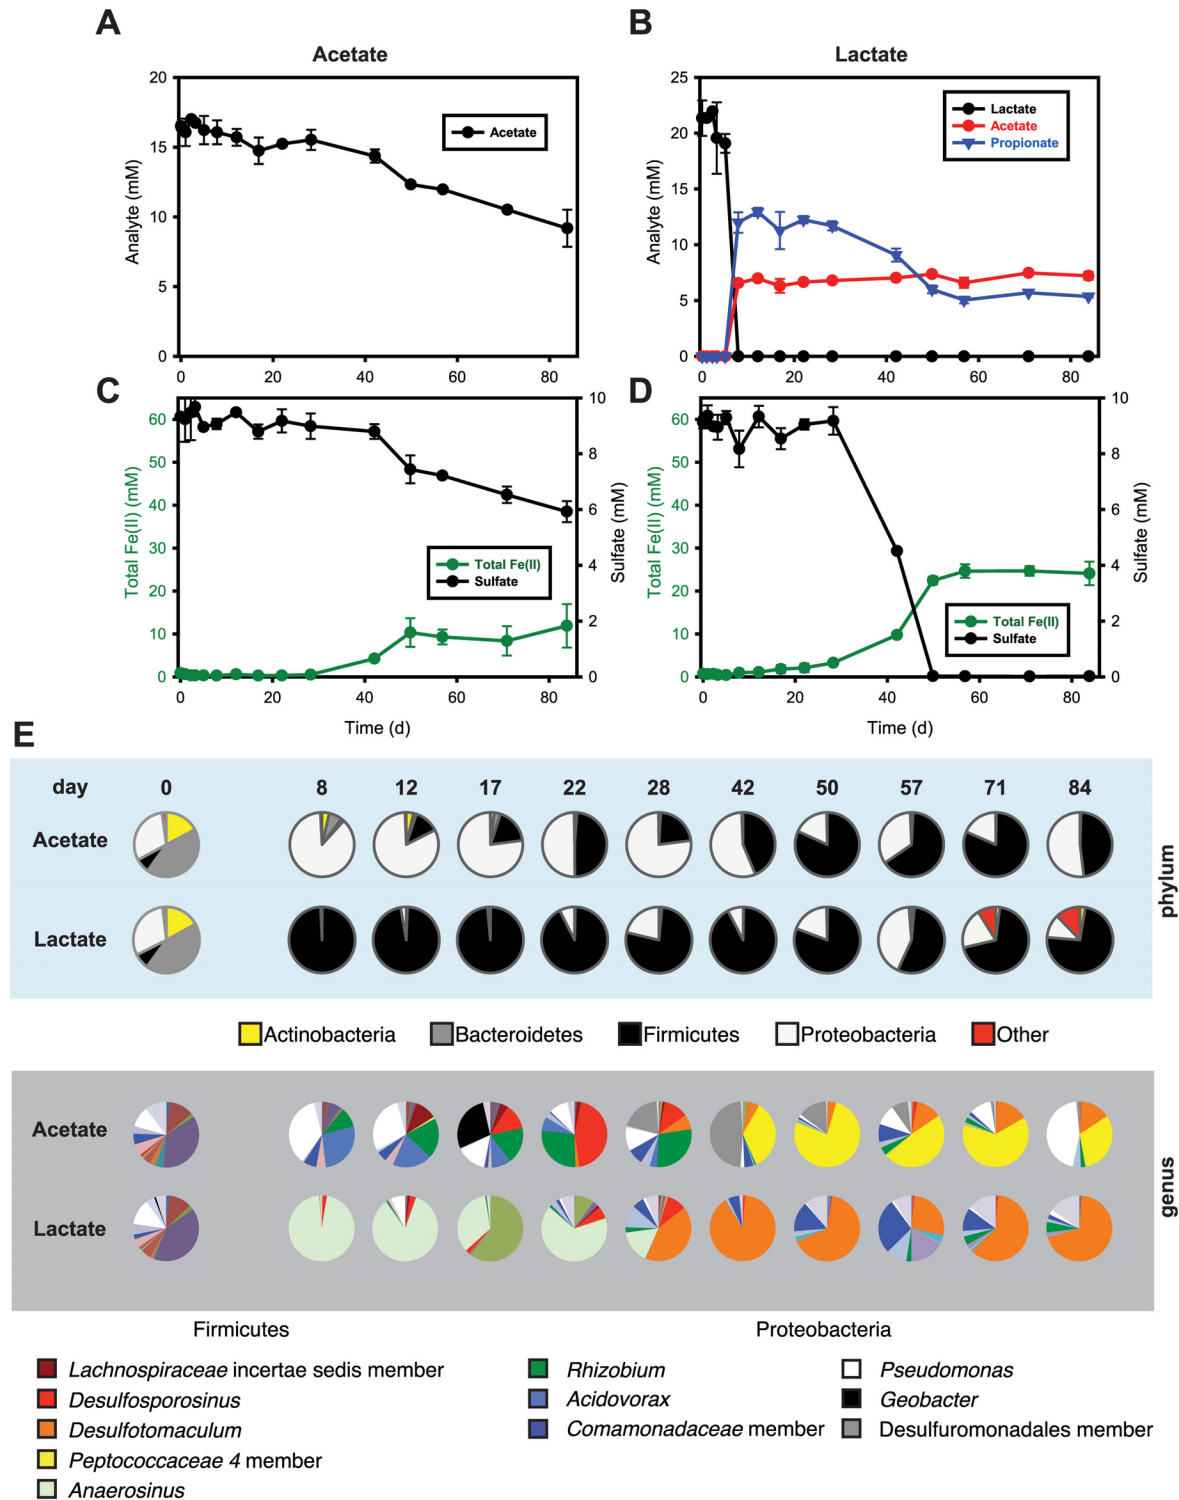 A
B
Acetate
Lactate
20
15
10
5
0
Analyte (mM)
Acetate
0
20
40
60
80
25
20
15
10
5
0
Analyte (mM)
Lactate
Acetate
Propionate
0
20
40
60
80
C
D
60
50
40
30
20
10
0
Total Fe(II) (mM)
10
8
6
4
2
0
Sulfate (mM)
Total Fe(II)
Sulfate
0
20
40
60
80
Time (d)
60
50
40
30
20
10
0
Total Fe(II) (mM)
10
8
6
4
2
0
Sulfate (mM)
Total Fe(II)
Sulfate
0
20
40
60
80
Time (d)
E
day 0 8 12 17 22 28 42 50 57 71 84
Acetate
Lactate
phylum
Actinobacteria Bacteroidetes Firmicutes Proteobacteria Other
Acetate
Lactate
genus
Firmicutes
Lachnospiraceae incertae sedis member
Desulfosporosinus
Desulfotomaculum
Peptococcaceae 4 member
Anaerosinus
Proteobacteria
Rhizobium
Acidovorax
Comamonadaceae member
Pseudomonas
Geobacter
Desulfuromonadales member